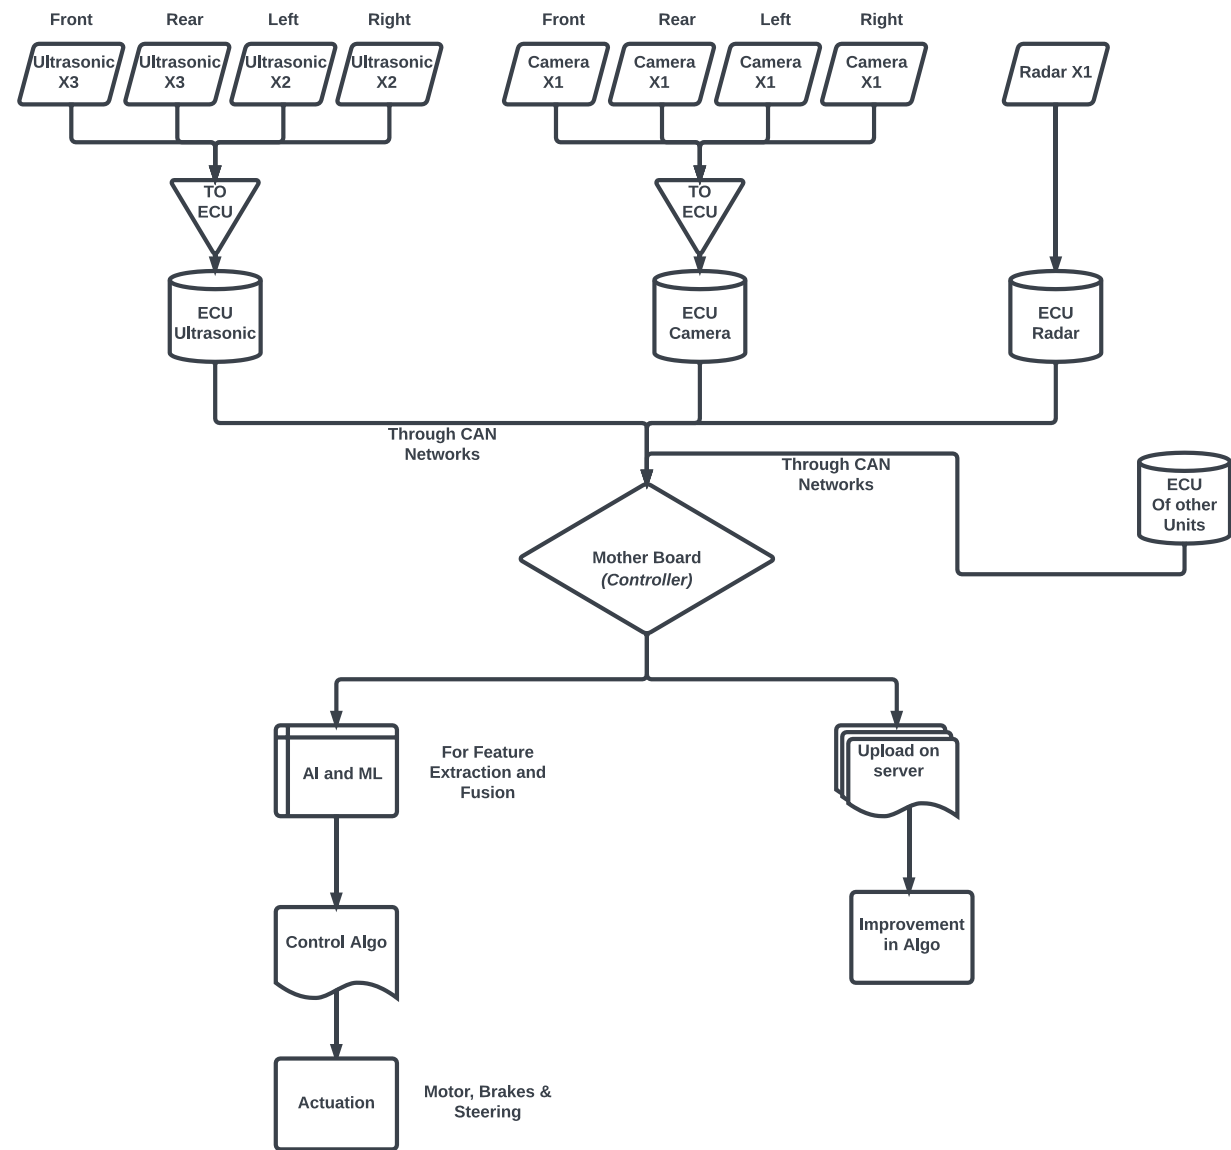 Front
Rear
Left
Right
Front
Rear
Left
Right
Ultrasonic
X3
Ultrasonic
X3
Ultrasonic
X2
Ultrasonic
X2
Camera
X1
Camera
X1
Camera
X1
Camera
X1
Radar X1
TO
ECU
TO
ECU
ECU
Ultrasonic
ECU
Camera
ECU
Radar
Through CAN
Networks
Through CAN
Networks
ECU
Of other
Units
Mother Board
(Controller)
AI and ML
For Feature
Extraction and
Fusion
Upload on
server
Control Algo
Improvement
in Algo
Actuation
Motor, Brakes &
Steering